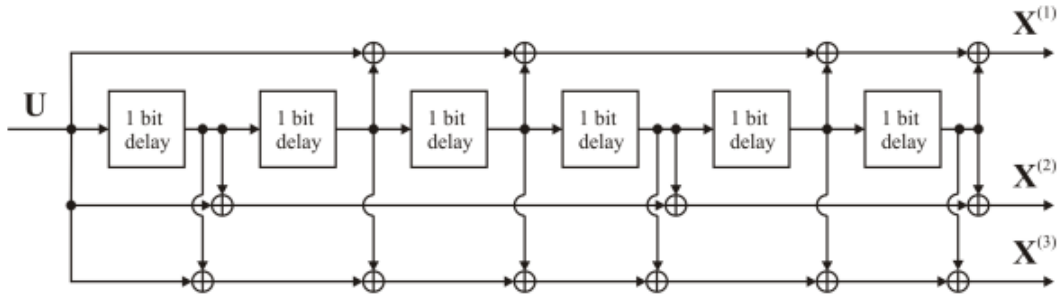 X(1)
U
1 bit delay
1 bit delay
1 bit delay
1 bit delay
1 bit delay
1 bit delay
X(2)
X(3)